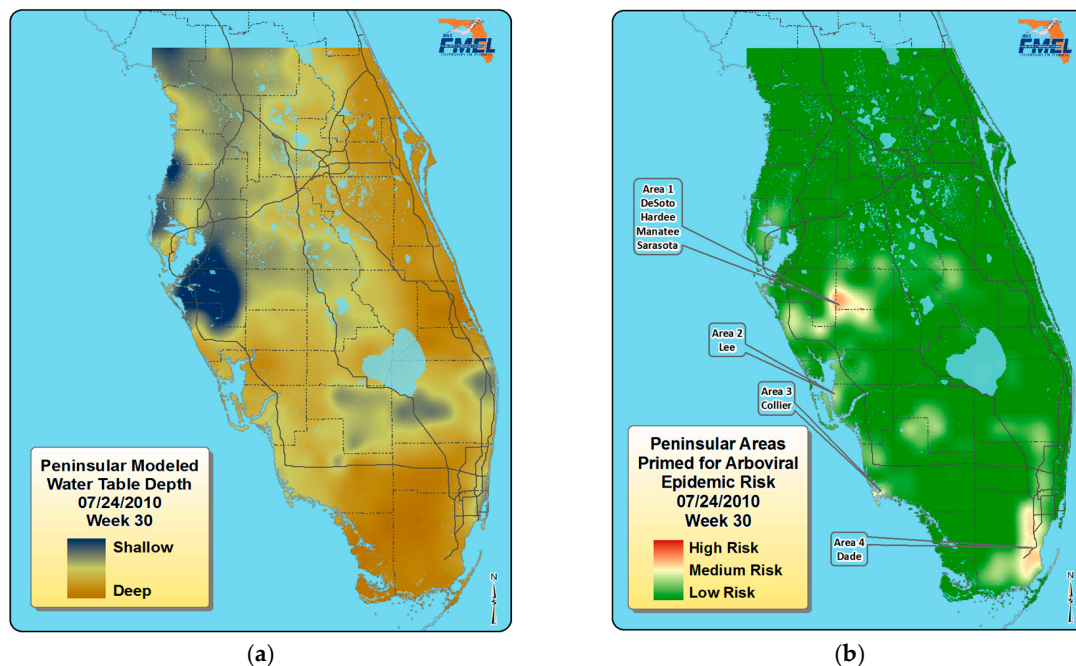 FMEL
Peninsular Modeled
Water Table Depth
07/24/2010
Week 30
Shallow
Deep
N
S
(a)
FMEL
Area 1
DeSoto
Hardee
Manatee
Sarasota
Area 2
Lee
Area 3
Collier
Peninsular Areas
Primed for Arboviral
Epidemic Risk
07/24/2010
Week 30
High Risk
Medium Risk
Low Risk
Area 4
Dade
N
S
(b)